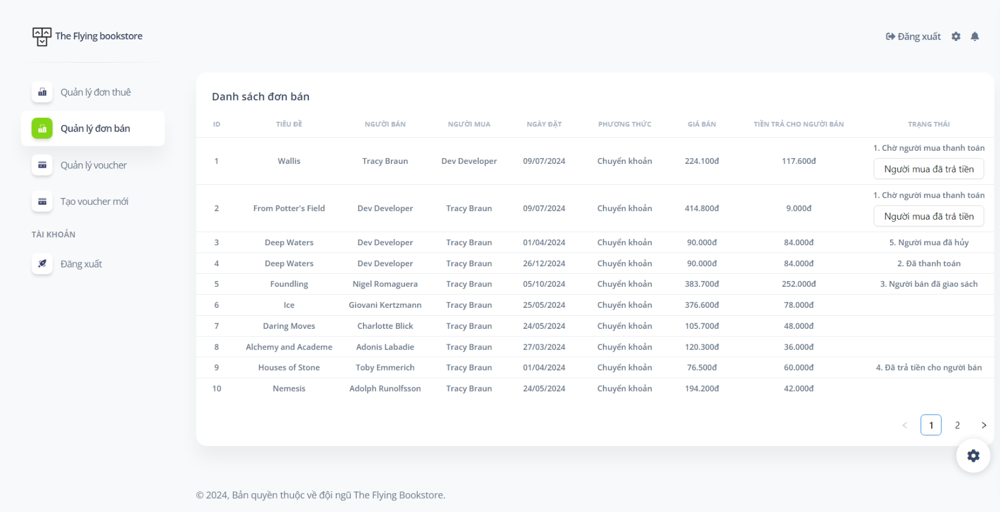 The Flying bookstore
Đăng xuất
Quản lý đơn thuê
Quản lý đơn bán
Quản lý voucher
Tạo voucher mới
TÀI KHOẢN
Đăng xuất
Danh sách đơn bán
ID TIÊU ĐỀ NGƯỜI BÁN NGƯỜI MUA NGÀY ĐẶT PHƯƠNG THỨC GIÁ BÁN TIỀN TRẢ CHO NGƯỜI BÁN TRẠNG THÁI
1 Wallis Tracy Braun Dev Developer 09/07/2024 Chuyển khoản 224.100đ 117.600đ 1. Chờ người mua thanh toán
Người mua đã trả tiền
2 From Potter's Field Dev Developer Tracy Braun 09/07/2024 Chuyển khoản 414.800đ 9.000đ 1. Chờ người mua thanh toán
Người mua đã trả tiền
3 Deep Waters Dev Developer Tracy Braun 01/04/2024 Chuyển khoản 90.000đ 84.000đ 5. Người mua đã hủy
4 Deep Waters Dev Developer Tracy Braun 26/12/2024 Chuyển khoản 90.000đ 84.000đ 2. Đã thanh toán
5 Foundling Nigel Romaguera Tracy Braun 05/10/2024 Chuyển khoản 383.700đ 252.000đ 3. Người bán đã giao sách
6 Ice Giovani Kertzmann Tracy Braun 25/05/2024 Chuyển khoản 376.600đ 78.000đ
7 Daring Moves Charlotte Blick Tracy Braun 24/05/2024 Chuyển khoản 105.700đ 48.000đ
8 Alchemy and Academe Adonis Labadie Tracy Braun 27/03/2024 Chuyển khoản 120.300đ 36.000đ
9 Houses of Stone Toby Emmerich Tracy Braun 01/04/2024 Chuyển khoản 76.500đ 60.000đ 4. Đã trả tiền cho người bán
10 Nemesis Adolph Runolfsson Tracy Braun 24/05/2024 Chuyển khoản 194.200đ 42.000đ
1 2
© 2024, Bản quyền thuộc về đội ngũ The Flying Bookstore.